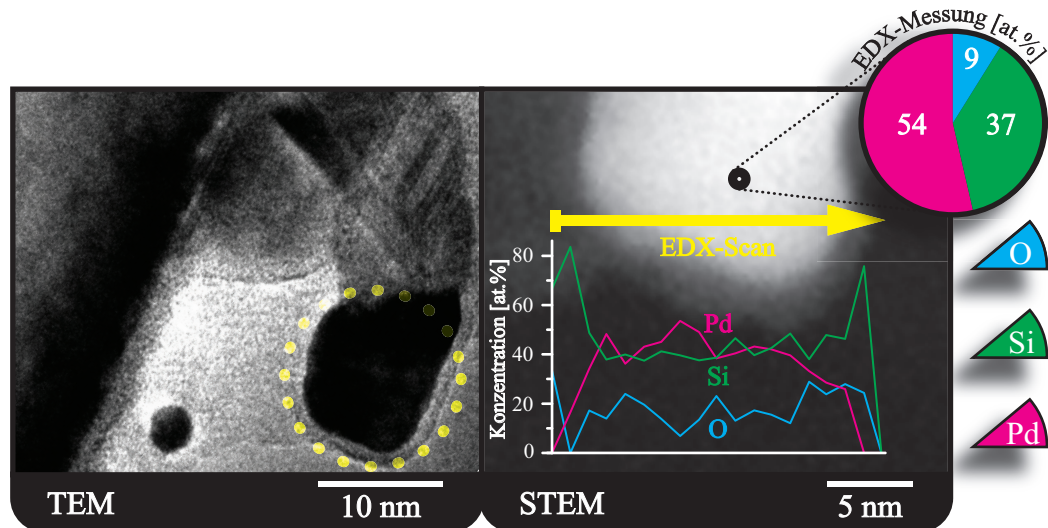 EDX-Messung [at.%]
9
54
37
EDX-Scan
Konzentration [at.%]
80
60
40
20
0
Pd
Si
O
O
Si
Pd
TEM
10 nm
STEM
5 nm